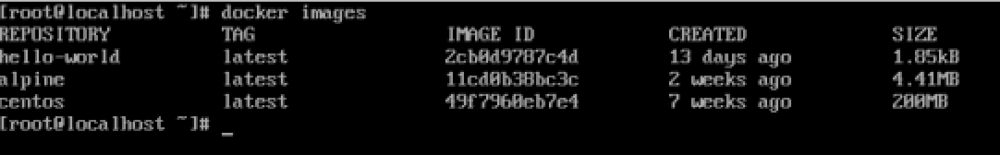 [root@localhost ~]# docker images
REPOSITORY TAG IMAGE ID CREATED SIZE
hello-world latest 2cb0d9787c4d 13 days ago 1.85kB
alpine latest 11cd0b38bc3c 2 weeks ago 4.41MB
centos latest 49f7960eb7e4 7 weeks ago 200MB
[root@localhost ~]# _